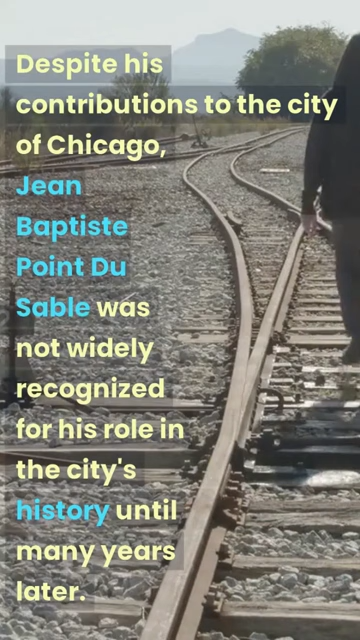 Despite his
contributions to the city
of Chicago,
Jean
Baptiste
Point Du
Sable was
not widely
recognized
for his role in
the city's
history until
many years
later.